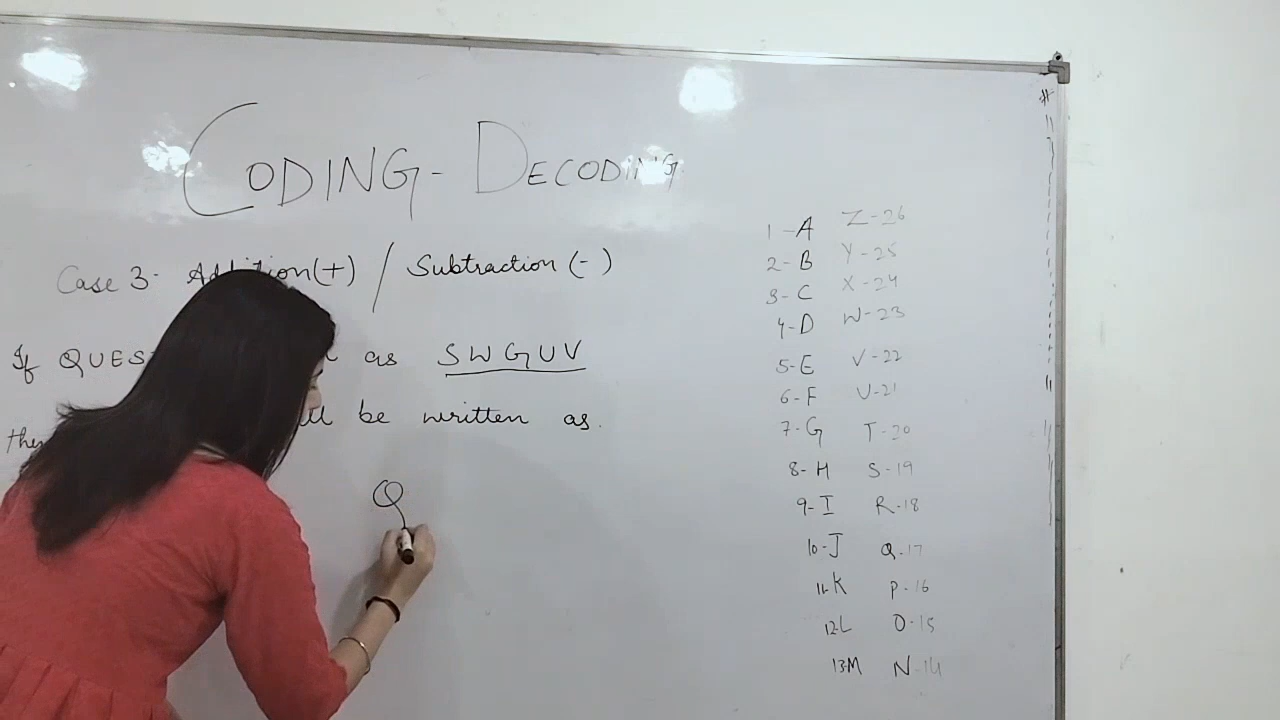 CODING - DECODING
Case 3- Addition(+) / Subtraction (-)
If QUES as SWGUV
be written as.
Q
1-A Z-26
2-B Y-25
3-C X-24
4-D W-23
5-E V-22
6-F U-21
7-G T-20
8-H S-19
9-I R-18
10-J Q-17
11-K P-16
12-L O-15
13-M N-14